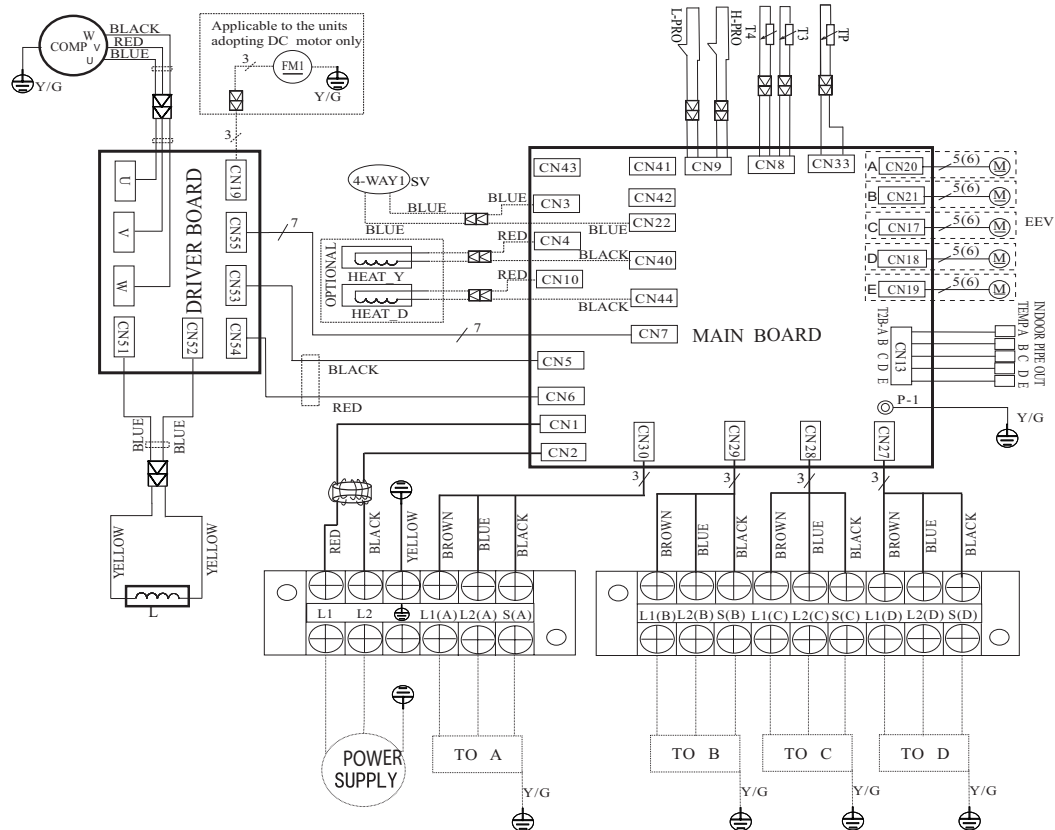 BLACK
RED
BLUE
W
V
U
COMP
Y/G
Applicable to the units
adopting DC motor only
3
FM1
Y/G
3
L-PRO
H-PRO
T4
T3
TP
U
V
W
DRIVER BOARD
CN19
CN55
CN53
CN54
CN51
CN52
7
4-WAY1
SV
BLUE
BLUE
BLUE
BLUE
OPTIONAL
HEAT_Y
HEAT_D
RED
BLACK
RED
BLACK
7
BLACK
RED
CN43
CN41
CN9
CN8
CN33
CN3
CN42
CN22
CN4
CN40
CN10
CN44
CN7
MAIN BOARD
CN5
CN6
CN1
CN2
CN30
CN29
CN28
CN27
A CN20 5(6) M
B CN21 5(6) M
C CN17 5(6) M
D CN18 5(6) M
E CN19 5(6) M
EEV
T2B-A B C D E
CN13
INDOOR PIPE OUT
TEMP.A B C D E
P-1
Y/G
BLUE
BLUE
YELLOW
YELLOW
L
3
3
3
3
RED
BLACK
YELLOW
BROWN
BLUE
BLACK
BROWN
BLUE
BLACK
BROWN
BLUE
BLACK
BROWN
BLUE
BLACK
L1 L2 L1(A) L2(A) S(A)
L1(B) L2(B) S(B) L1(C) L2(C) S(C) L1(D) L2(D) S(D)
POWER
SUPPLY
TO A
TO B
TO C
TO D
Y/G
Y/G
Y/G
Y/G